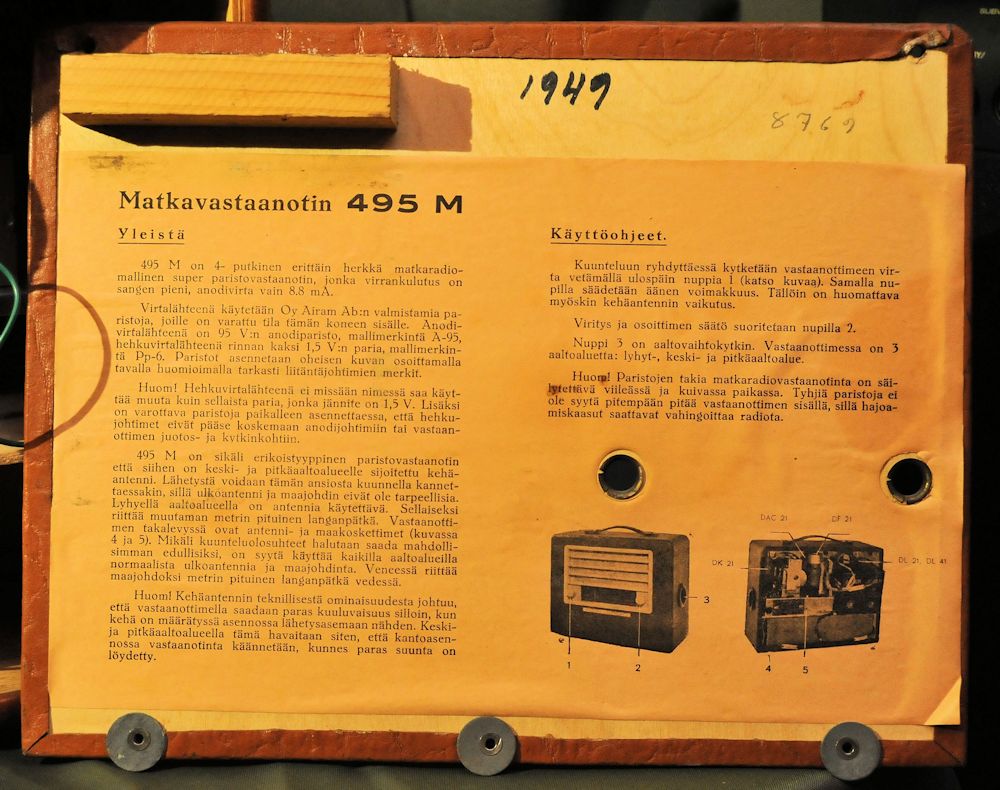 1949
8769
Matkavastaanotin 495 M
Yleistä
495 M on 4- putkinen erittäin herkkä matkaradio-
mallinen super paristovastaanotin, jonka virrankulutus on
sangen pieni, anodivirta vain 8.8 mA.
Virtalähteenä käytetään Oy Airam Ab:n valmistamia pa-
ristoja, joille on varattu tila tämän koneen sisälle. Anodi-
virtalähteenä on 95 V:n anodiparisto, mallimerkintä A-95,
hehkuvirtalähteenä rinnan kaksi 1,5 V:n paria, mallimerkin-
tä Pp-6. Paristot asennetaan oheisen kuvan osoittamalla
tavalla huomioimalla tarkasti liitäntäjohtimien merkit.
Huom! Hehkuvirtalähteenä ei missään nimessä saa käyt-
tää muuta kuin sellaista paria, jonka jännite on 1,5 V. Lisäksi
on varottava paristoja paikalleen asennettaessa, että hehku-
johtimet eivät pääse koskemaan anodijohtimiin tai vastaan-
ottimen juotos- ja kytkinkohtiin.
495 M on sikäli erikoistyyppinen paristovastaanotin
että siihen on keski- ja pitkäaaltoalueelle sijoitettu kehä-
antenni. Lähetystä voidaan tämän ansiosta kuunnella kannet-
taessakin, sillä ulkoantenni ja maajohdin eivät ole tarpeellisia.
Lyhyellä aaltoalueella on antennia käytettävä. Sellaiseksi
riittää muutaman metrin pituinen langanpätkä. Vastaanotti-
men takalevyssä ovat antenni- ja maakoskettimet (kuvassa
4 ja 5). Mikäli kuunteluolosuhteet halutaan saada mahdolli-
simman edullisiksi, on syytä käyttää kaikilla aaltoalueilla
normaalista ulkoantennia ja maajohdinta. Veneessä riittää
maajohdoksi metrin pituinen langanpätkä vedessä.
Huom! Kehäantennin teknillisestä ominaisuudesta johtuu,
että vastaanottimella saadaan paras kuuluvaisuus silloin, kun
kehä on määrätyssä asennossa lähetysasemaan nähden. Keski-
ja pitkäaaltoalueella tämä havaitaan siten, että kantoasen-
nossa vastaanotinta käännetään, kunnes paras suunta on
löydetty.
Käyttöohjeet.
Kuunteluun ryhdyttäessä kytketään vastaanottimeen vir-
ta vetämällä ulospäin nuppia 1 (katso kuvaa). Samalla nu-
pilla säädetään äänen voimakkuus. Tällöin on huomattava
myöskin kehäantennin vaikutus.
Viritys ja osoittimen säätö suoritetaan nupilla 2.
Nuppi 3 on aaltovaihtokytkin. Vastaanottimessa on 3
aaltoaluetta: lyhyt-, keski- ja pitkäaaltoalue.
Huom! Paristojen takia matkaradiovastaanotinta on säi-
lytettävä viileässä ja kuivassa paikassa. Tyhjiä paristoja ei
ole syytä pitempään pitää vastaanottimen sisällä, sillä hajoa-
miskaasut saattavat vahingoittaa radiota.
DAC 21 DF 21
DK 21 DL 21, DL 41
3
1 2
4 5